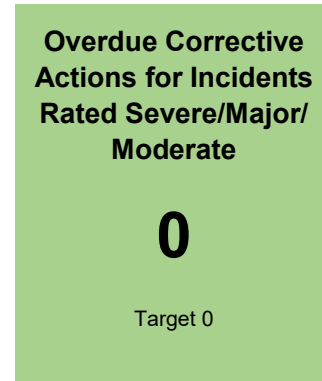 Overdue Corrective
Actions for Incidents
Rated Severe/Major/
Moderate
0
Target 0